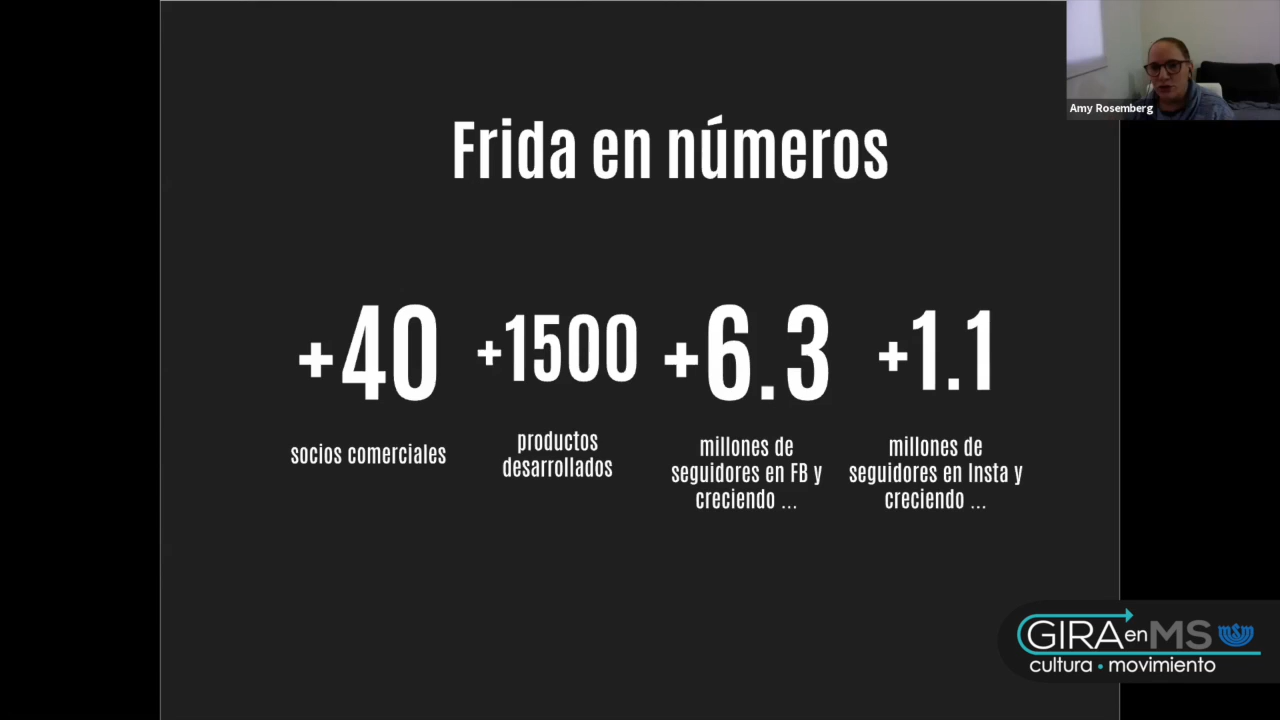 Amy Rosemberg
Frida en números
+40
socios comerciales
+1500
productos
desarrollados
+6.3
millones de
seguidores en FB y
creciendo ...
+1.1
millones de
seguidores en Insta y
creciendo ...
GIRA en MS
cultura • movimiento